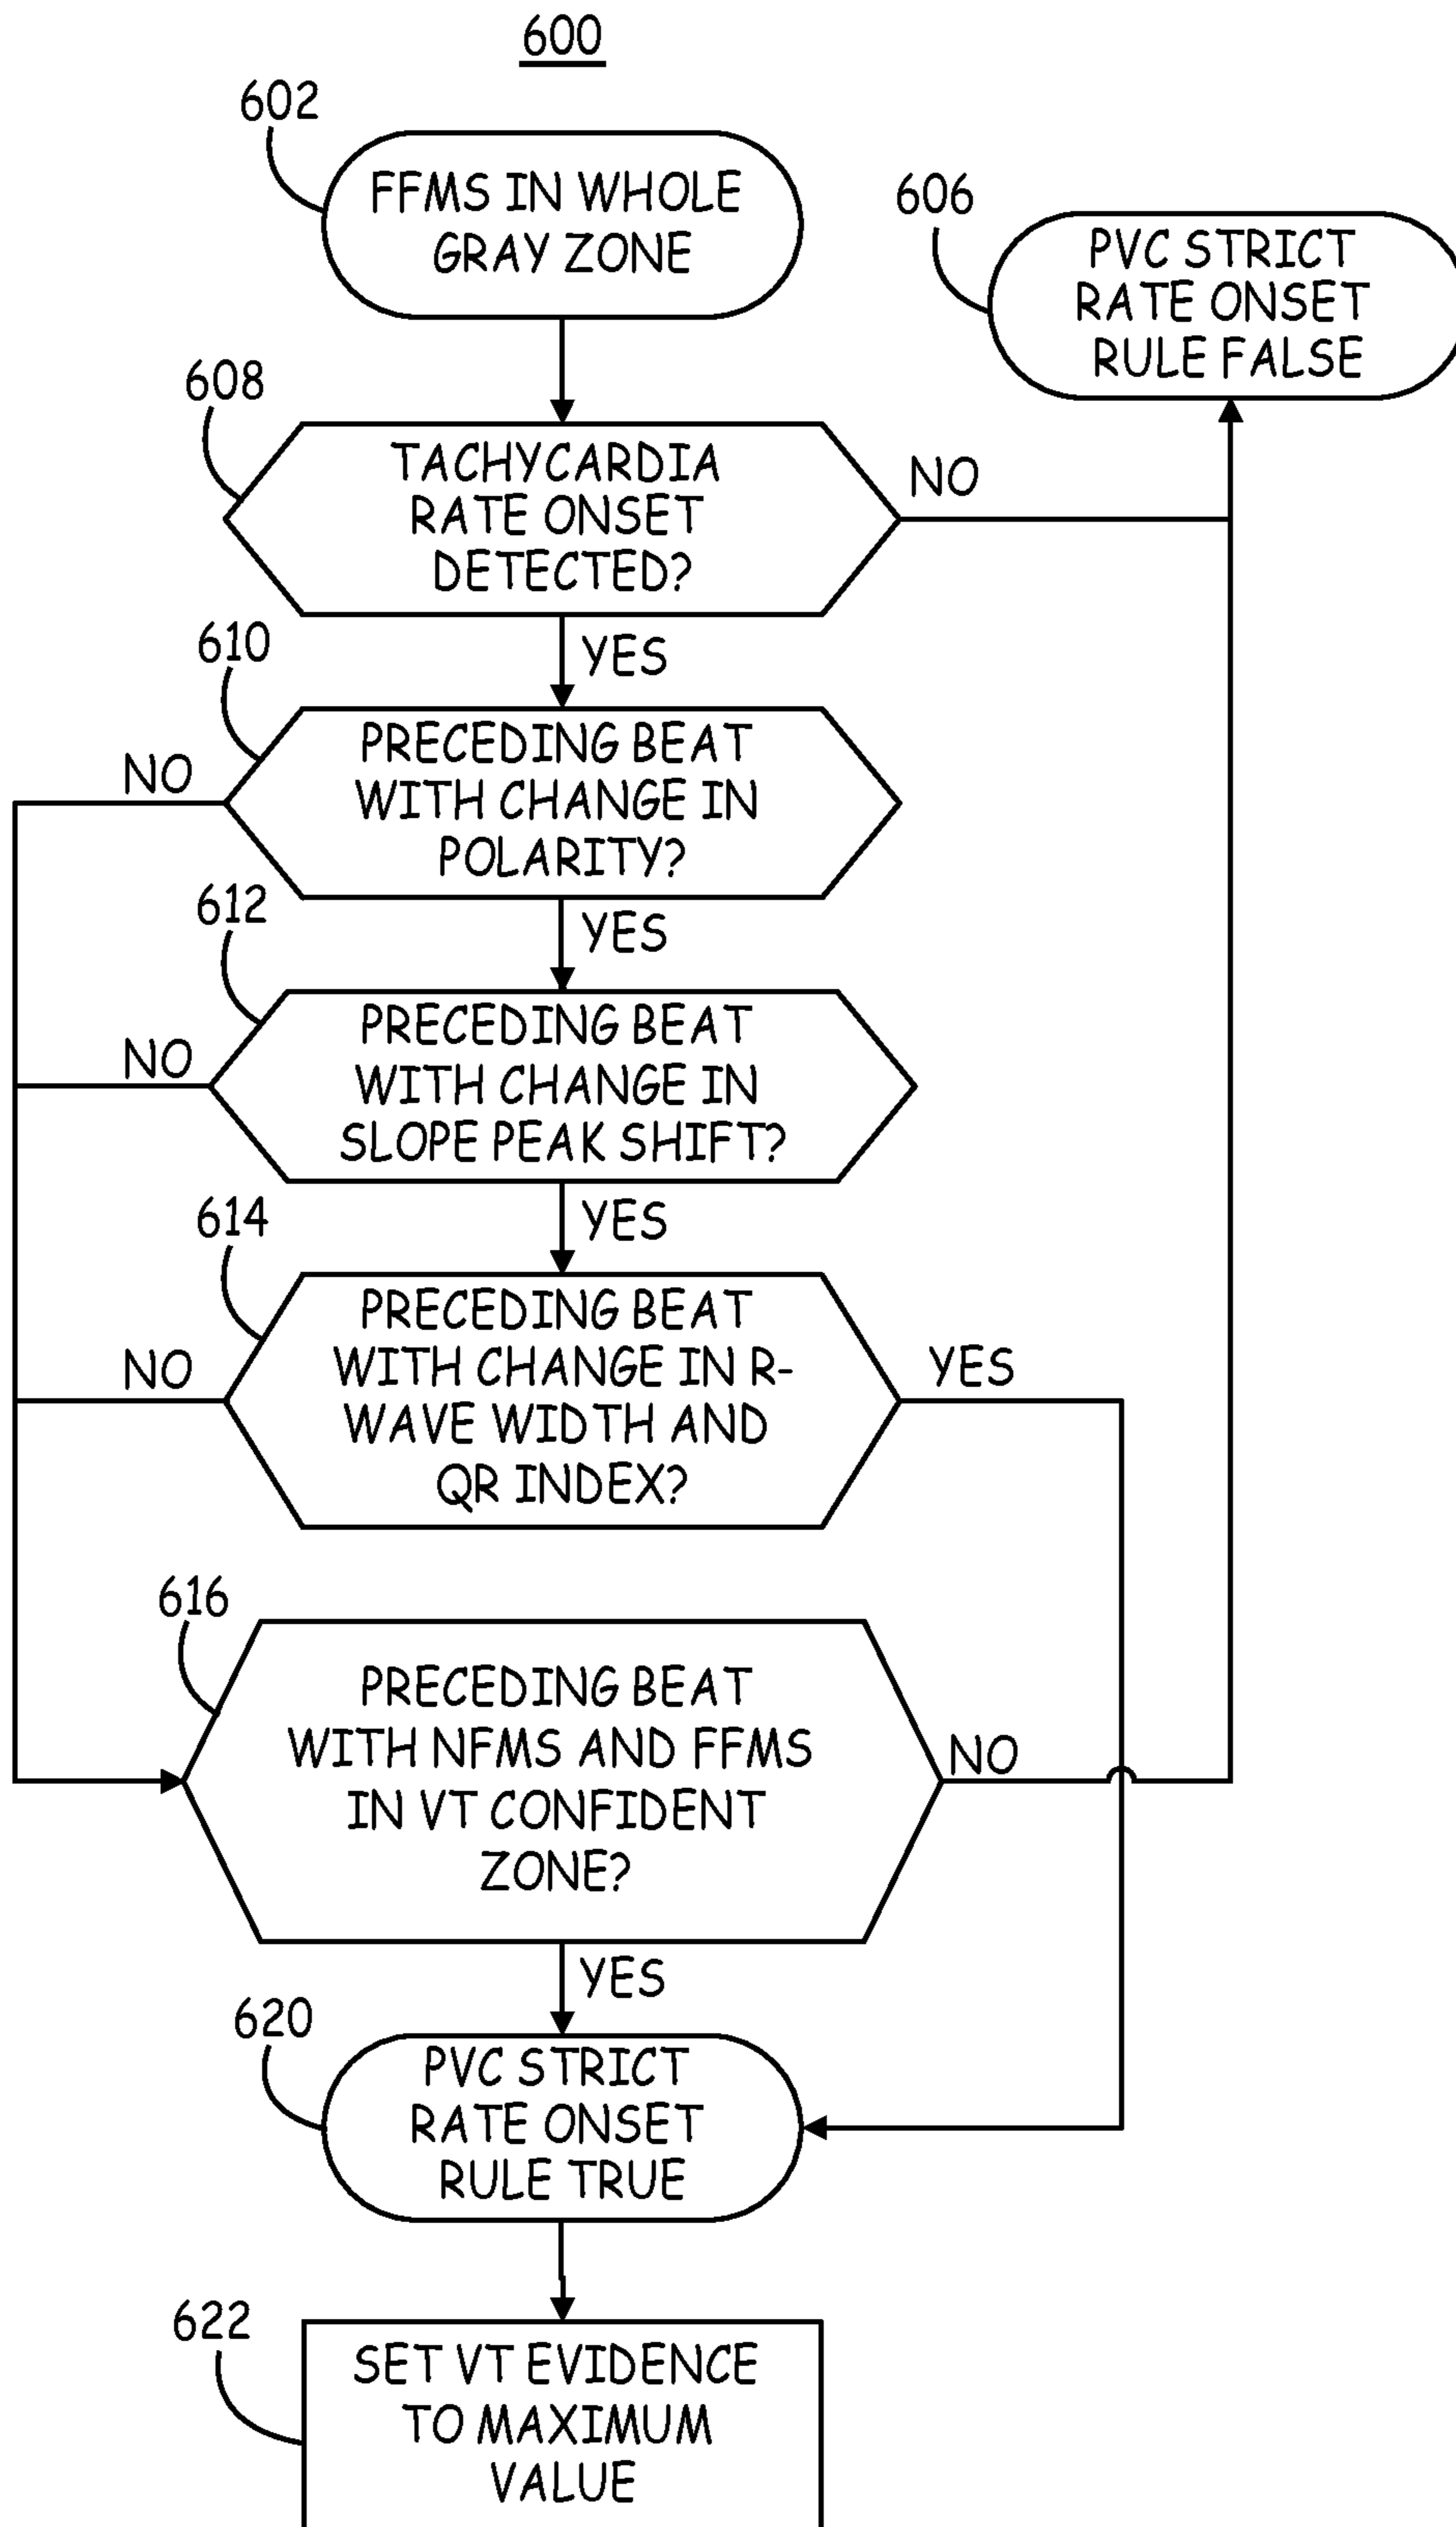 600
602
FFMS IN WHOLE
GRAY ZONE
606
PVC STRICT
RATE ONSET
RULE FALSE
608
TACHYCARDIA
RATE ONSET
DETECTED?
NO
YES
610
PRECEDING BEAT
WITH CHANGE IN
POLARITY?
NO
YES
612
PRECEDING BEAT
WITH CHANGE IN
SLOPE PEAK SHIFT?
NO
YES
614
PRECEDING BEAT
WITH CHANGE IN R-
WAVE WIDTH AND
QR INDEX?
NO
YES
616
PRECEDING BEAT
WITH NFMS AND FFMS
IN VT CONFIDENT
ZONE?
NO
YES
620
PVC STRICT
RATE ONSET
RULE TRUE
622
SET VT EVIDENCE
TO MAXIMUM
VALUE